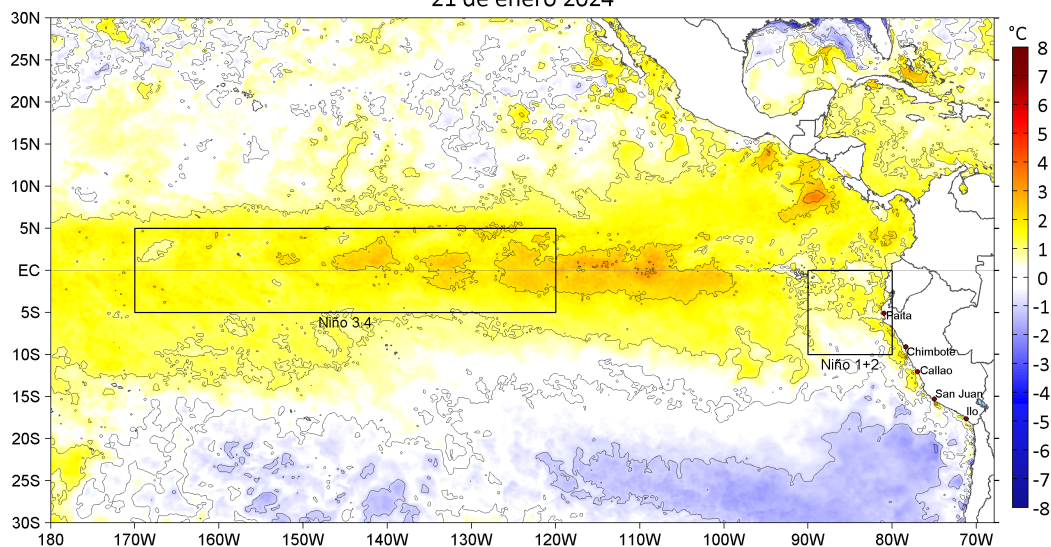 21 de enero 2024
°C
30N
25N
20N
15N
10N
5N
EC
5S
10S
15S
20S
25S
30S
180
170W
160W
150W
140W
130W
120W
110W
100W
90W
80W
70W
Niño 3.4
Niño 1+2
Paita
Chimbote
Callao
San Juan
Ilo
8
7
6
5
4
3
2
1
0
-1
-2
-3
-4
-5
-6
-7
-8